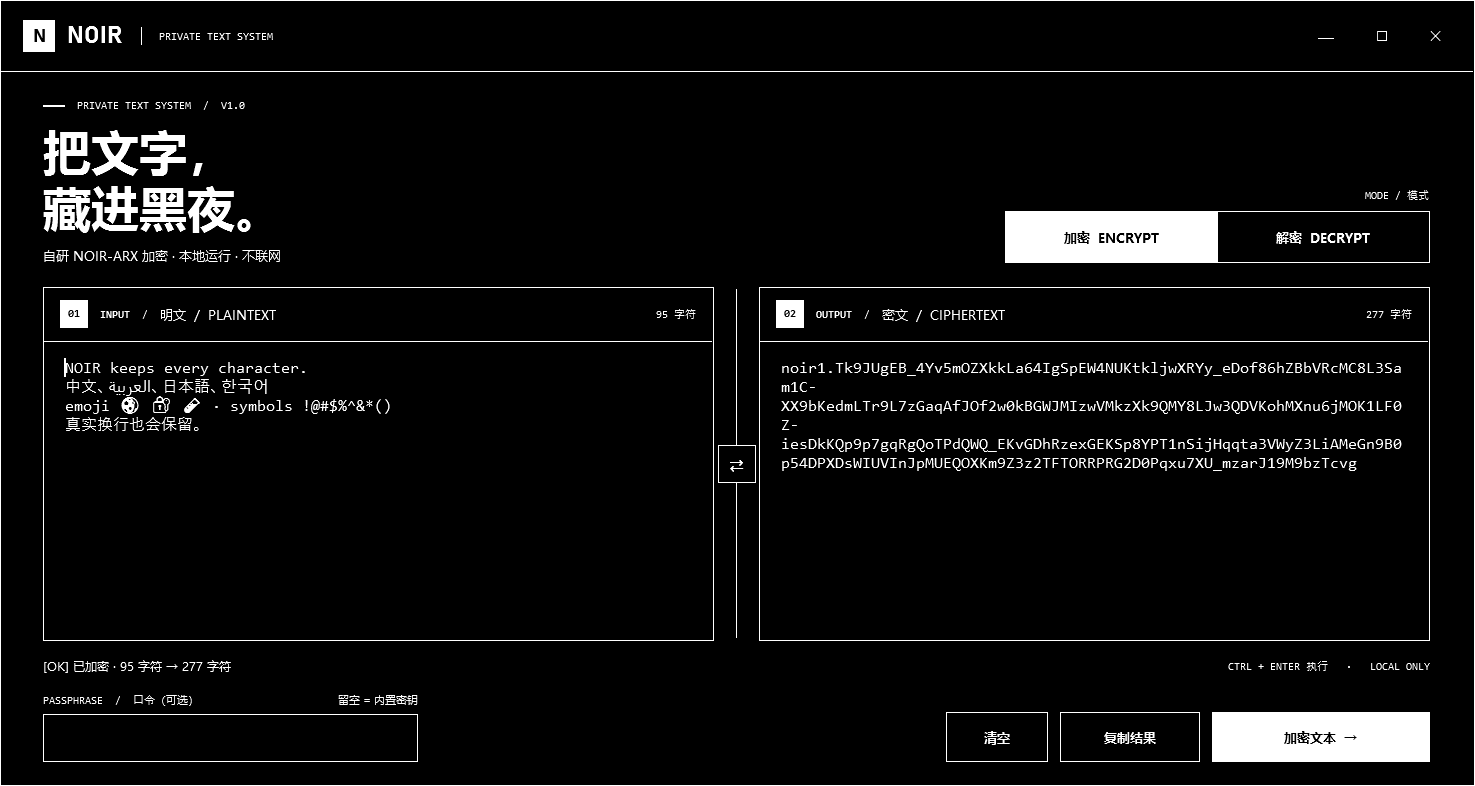 N NOIR PRIVATE TEXT SYSTEM
PRIVATE TEXT SYSTEM / V1.0
把文字，
藏进黑夜。
自研 NOIR-ARX 加密 · 本地运行 · 不联网
MODE / 模式
加密 ENCRYPT
解密 DECRYPT
01 INPUT / 明文 / PLAINTEXT
95 字符
NOIR keeps every character.
中文、العربية、日本語、한국어
emoji 🌍 🔐 🧪 · symbols !@#$%^&*()
真实换行也会保留。
⇄
02 OUTPUT / 密文 / CIPHERTEXT
277 字符
noir1.Tk9JUgEB_4Yv5mOZXkkLa64IgSpEW4NUKtkljwXRYy_eDof86hZBbVRcMC8L3Sa
m1C-
XX9bKedmLTr9L7zGaqAfJOf2w0kBGWJMIzwVMkzXk9QMY8LJw3QDVKohMXnu6jMOK1LF0
Z-
iesDkKQp9p7gqRgQoTPdQWQ_EKvGDhRzexGEKSp8YPT1nSijHqqta3VWyZ3LiAMeGn9B0
p54DPXDsWIUVInJpMUEQOXKm9Z3z2TFTORRPRG2D0Pqxu7XU_mzarJ19M9bzTcvg
[OK] 已加密 · 95 字符 → 277 字符
CTRL + ENTER 执行 · LOCAL ONLY
PASSPHRASE / 口令 (可选)
留空 = 内置密钥
清空
复制结果
加密文本 →